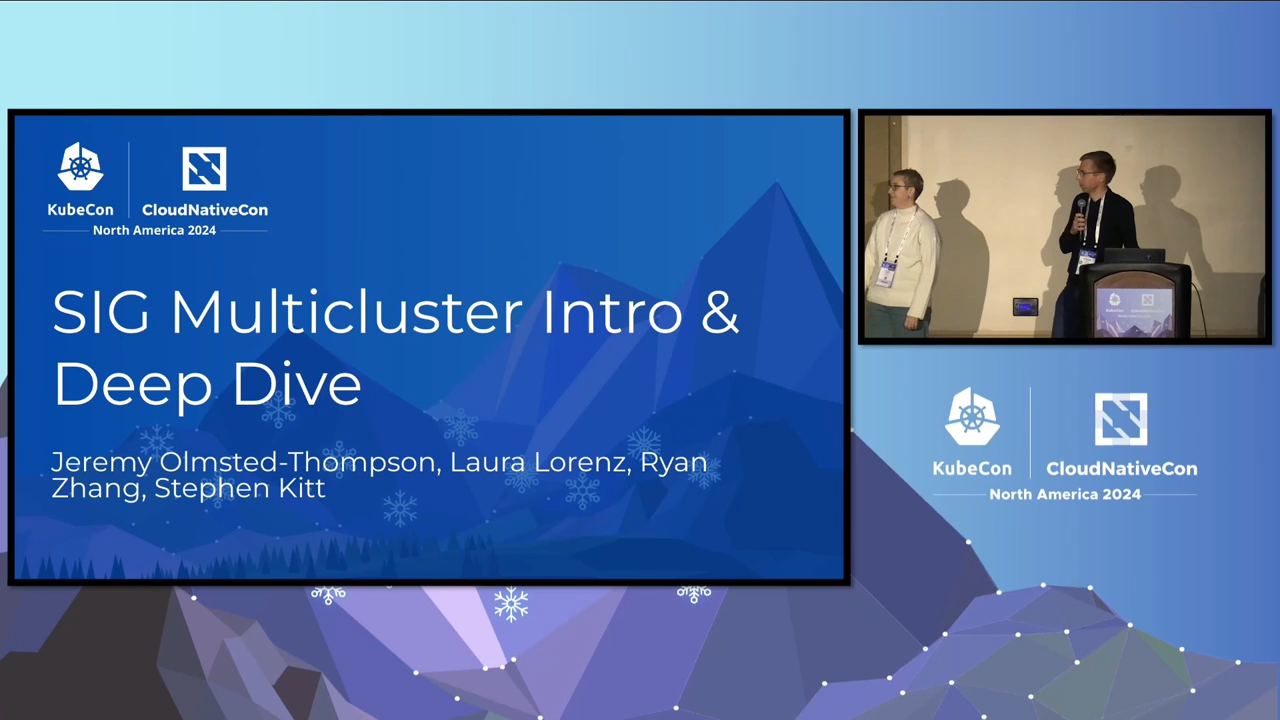 KubeCon
CloudNativeCon
North America 2024
SIG Multicluster Intro &
Deep Dive
Jeremy Olmsted-Thompson, Laura Lorenz, Ryan
Zhang, Stephen Kitt
KubeCon
CloudNativeCon
North America 2024